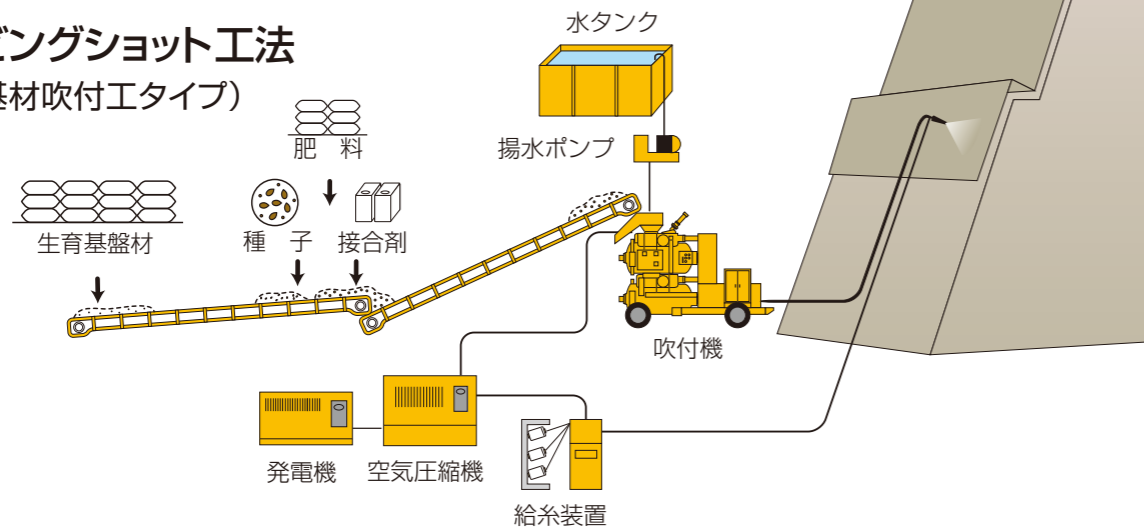 ビングショット工法
基材吹付工タイプ）
水タンク
肥　料
揚水ポンプ
生育基盤材
種　子
接合剤
吹付機
発電機
空気圧縮機
給糸装置